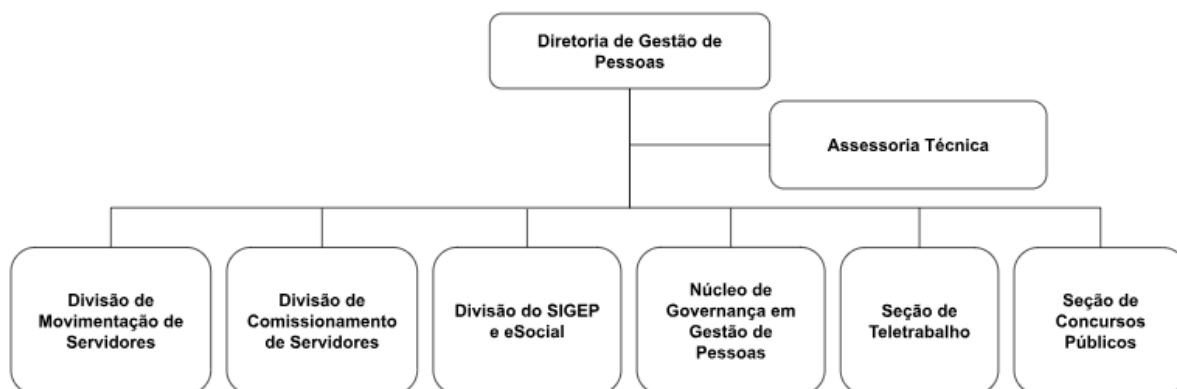 Diretoria de Gestão de
Pessoas
Assessoria Técnica
Divisão de
Movimentação de
Servidores
Divisão de
Comissionamento
de Servidores
Divisão do SIGEP
e eSocial
Núcleo de
Governança em
Gestão de
Pessoas
Seção de
Teletrabalho
Seção de
Concursos
Públicos